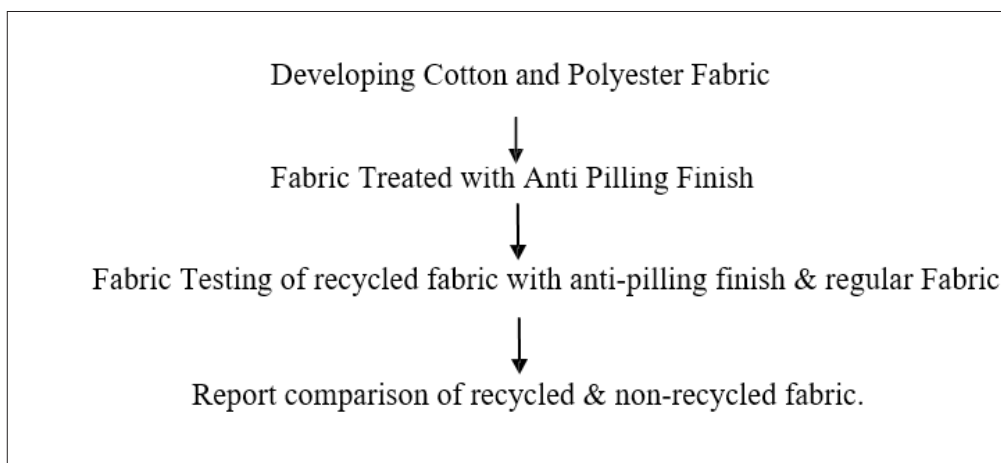 Developing Cotton and Polyester Fabric
Fabric Treated with Anti Pilling Finish
Fabric Testing of recycled fabric with anti-pilling finish & regular Fabric
Report comparison of recycled & non-recycled fabric.